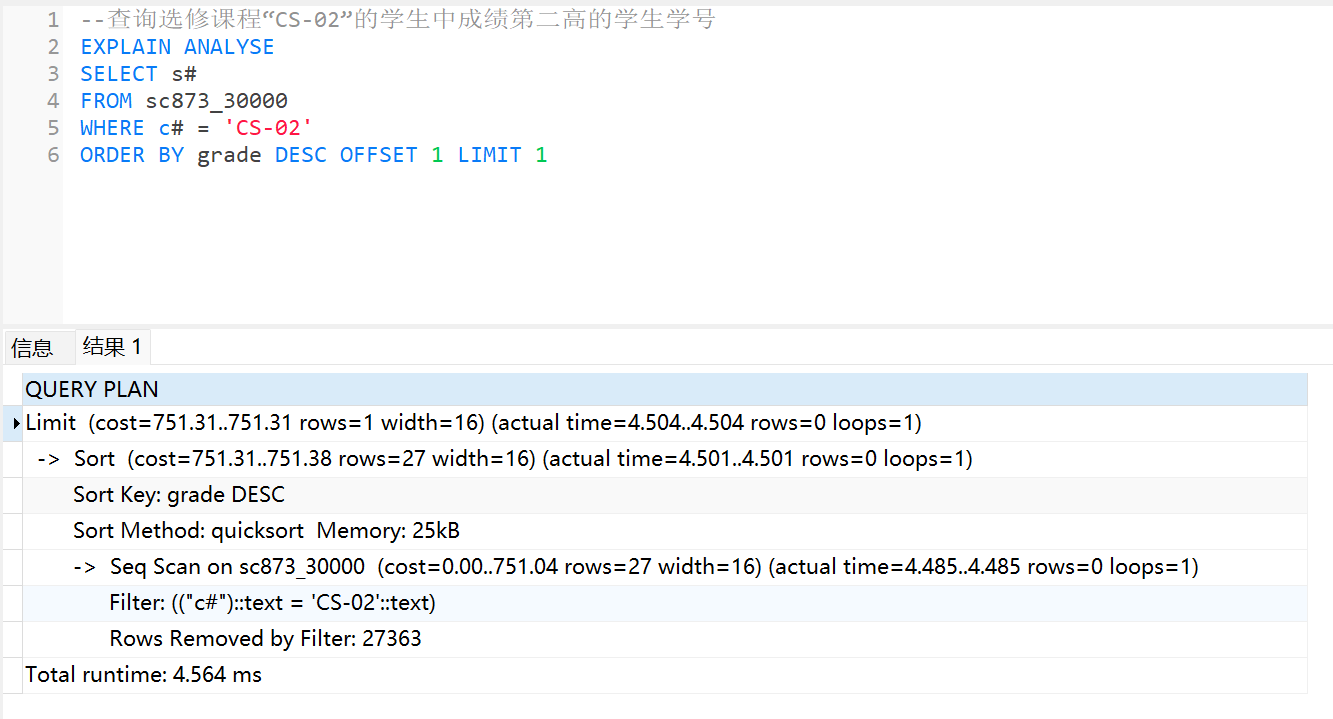 1 --查询选修课程“CS-02”的学生中成绩第二高的学生学号
2 EXPLAIN ANALYSE
3 SELECT s#
4 FROM sc873_30000
5 WHERE c# = 'CS-02'
6 ORDER BY grade DESC OFFSET 1 LIMIT 1
信息 结果 1
QUERY PLAN
Limit (cost=751.31..751.31 rows=1 width=16) (actual time=4.504..4.504 rows=0 loops=1)
-> Sort (cost=751.31..751.38 rows=27 width=16) (actual time=4.501..4.501 rows=0 loops=1)
Sort Key: grade DESC
Sort Method: quicksort Memory: 25kB
-> Seq Scan on sc873_30000 (cost=0.00..751.04 rows=27 width=16) (actual time=4.485..4.485 rows=0 loops=1)
Filter: (("c#")::text = 'CS-02'::text)
Rows Removed by Filter: 27363
Total runtime: 4.564 ms